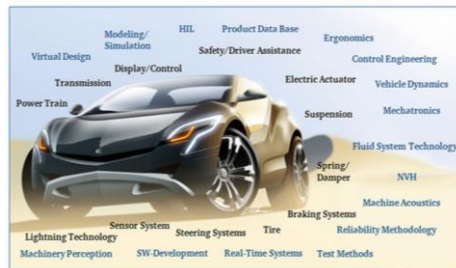 HIL
Product Data Base
Modeling/
Simulation
Ergonomics
Safety/Driver Assistance
Virtual Design
Display/Control
Control Engineering
Transmission
Electric Actuator
Vehicle Dynamics
Power Train
Suspension
Mechatronics
Fluid System Technology
Spring/
Damper
NVH
Machine Acoustics
Braking Systems
Sensor System
Steering Systems
Tire
Reliability Methodology
Lightning Technology
Machinery Perception
SW-Development
Real-Time Systems
Test Methods